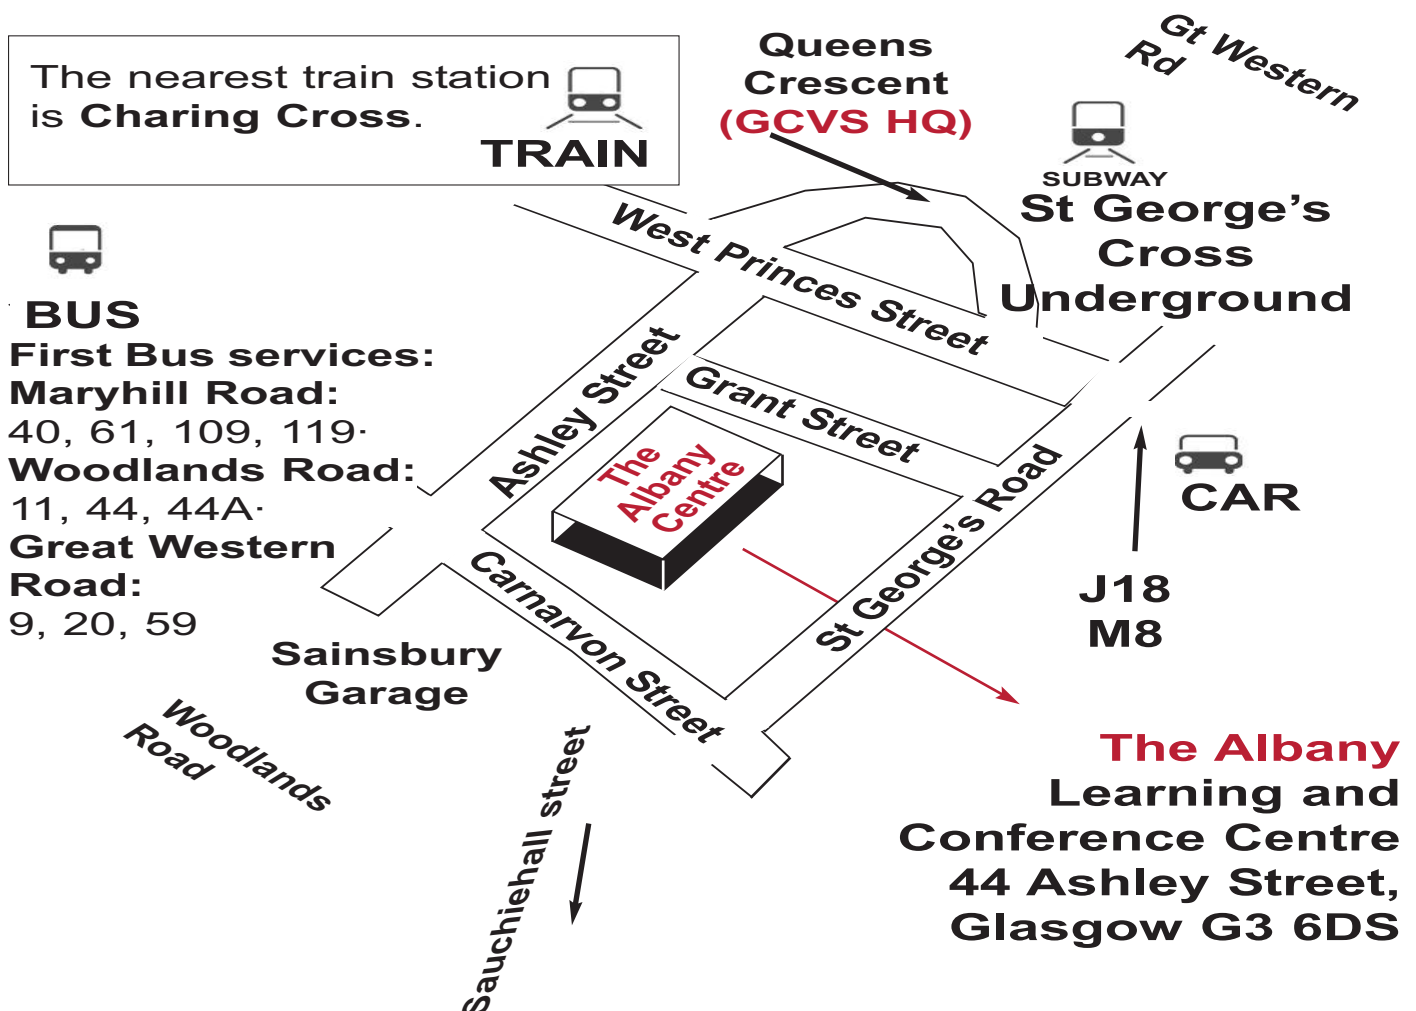 The nearest train station
is Charing Cross.
TRAIN
Queens
Crescent
(GCVS HQ)
Gt Western
Rd
SUBWAY
St George’s
Cross
Underground
BUS
First Bus services:
Maryhill Road:
40, 61, 109, 119·
Woodlands Road:
11, 44, 44A·
Great Western
Road:
9, 20, 59
West Princes Street
Ashley Street
Grant Street
The
Albany
Centre
St George’s Road
Carnarvon Street
CAR
J18
M8
Sainsbury
Garage
Woodlands
Road
Sauchiehall street
The Albany
Learning and
Conference Centre
44 Ashley Street,
Glasgow G3 6DS